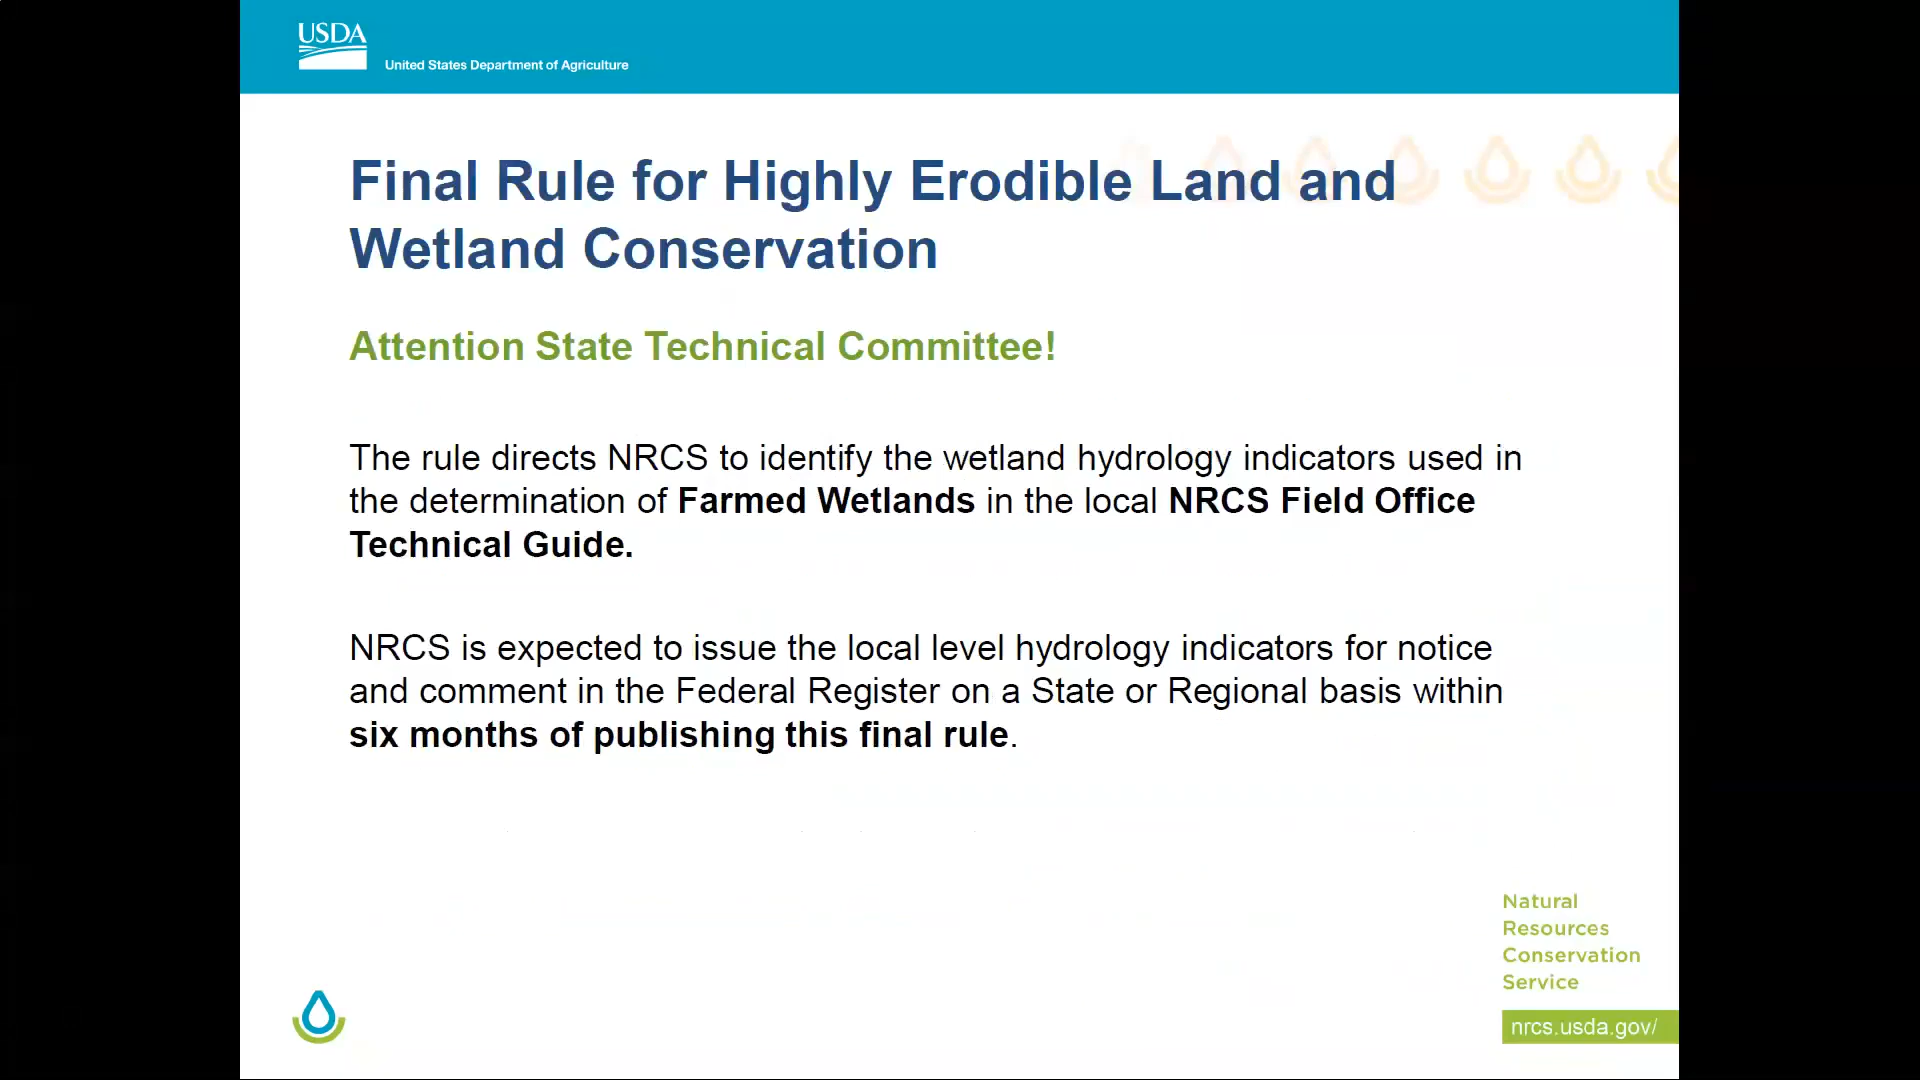 USDA
United States Department of Agriculture
Final Rule for Highly Erodible Land and
Wetland Conservation
Attention State Technical Committee!
The rule directs NRCS to identify the wetland hydrology indicators used in
the determination of Farmed Wetlands in the local NRCS Field Office
Technical Guide.
NRCS is expected to issue the local level hydrology indicators for notice
and comment in the Federal Register on a State or Regional basis within
six months of publishing this final rule.
Natural
Resources
Conservation
Service
nrcs.usda.gov/